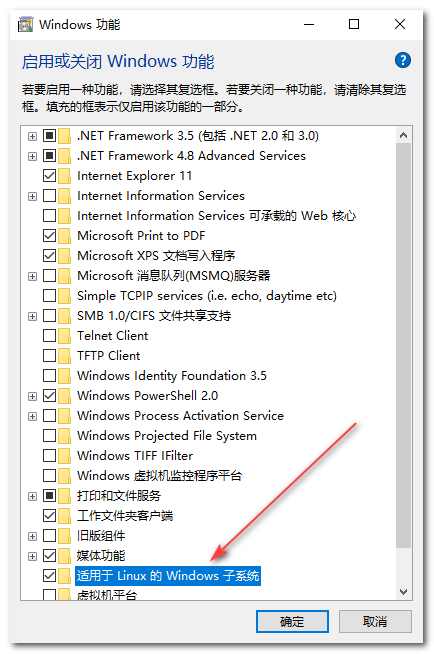 Windows 功能
启用或关闭 Windows 功能
若要启用一种功能，请选择其复选框。若要关闭一种功能，请清除其复选
框。填充的框表示仅启用该功能的一部分。
.NET Framework 3.5 (包括 .NET 2.0 和 3.0)
.NET Framework 4.8 Advanced Services
Internet Explorer 11
Internet Information Services
Internet Information Services 可承载的 Web 核心
Microsoft Print to PDF
Microsoft XPS 文档写入程序
Microsoft 消息队列(MSMQ)服务器
Simple TCPIP services (i.e. echo, daytime etc)
SMB 1.0/CIFS 文件共享支持
Telnet Client
TFTP Client
Windows Identity Foundation 3.5
Windows PowerShell 2.0
Windows Process Activation Service
Windows Projected File System
Windows TIFF IFilter
Windows 虚拟机监控程序平台
打印和文件服务
工作文件夹客户端
旧版组件
媒体功能
适用于 Linux 的 Windows 子系统
虚拟机平台
确定
取消